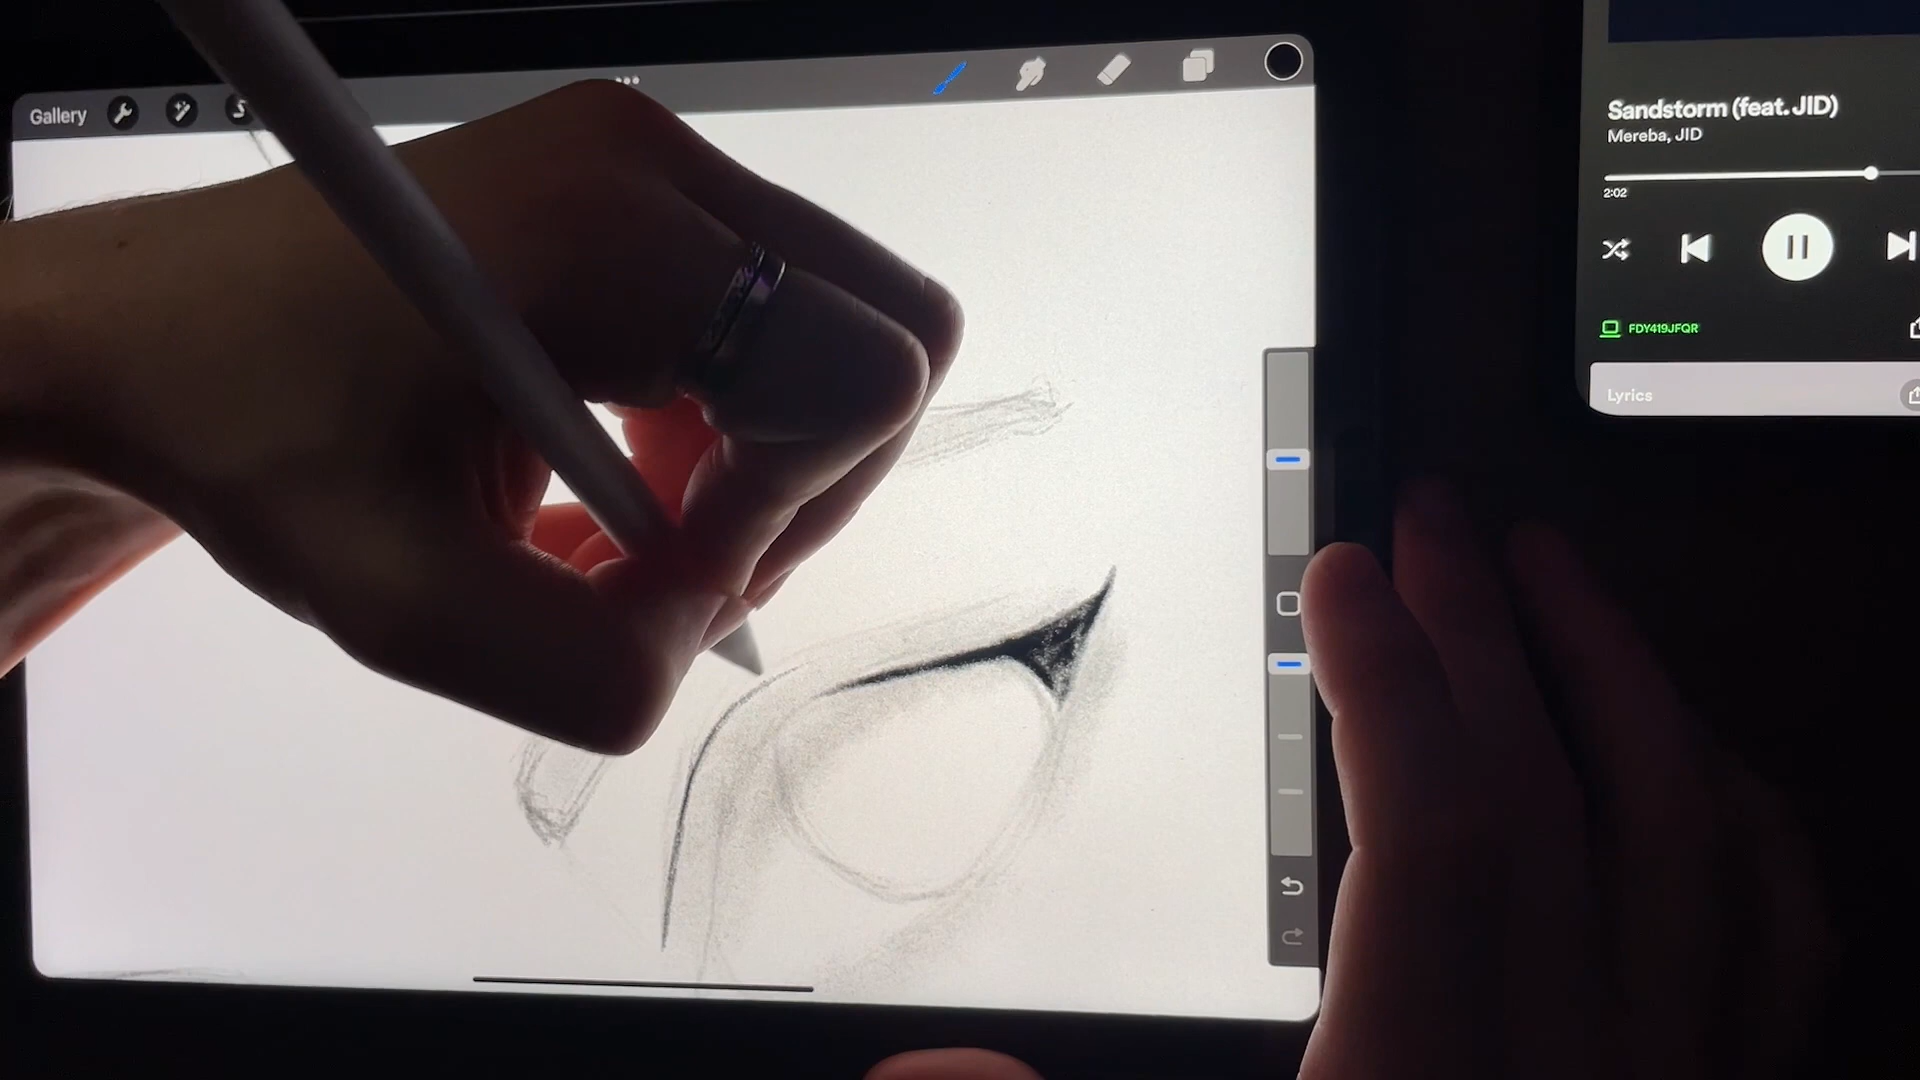 Gallery
Sandstorm (feat. JID)
Mereba, JID
2:02
FDY419JFQR
Lyrics